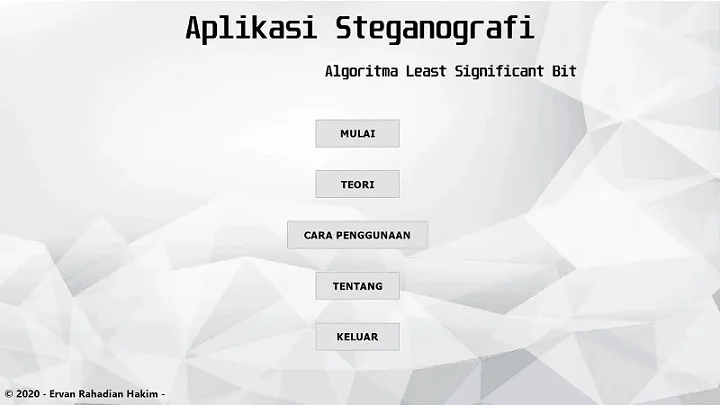 Aplikasi Steganografi
Algoritma Least Significant Bit
MULAI
TEORI
CARA PENGGUNAAN
TENTANG
KELUAR
© 2020 - Ervan Rahadian Hakim -